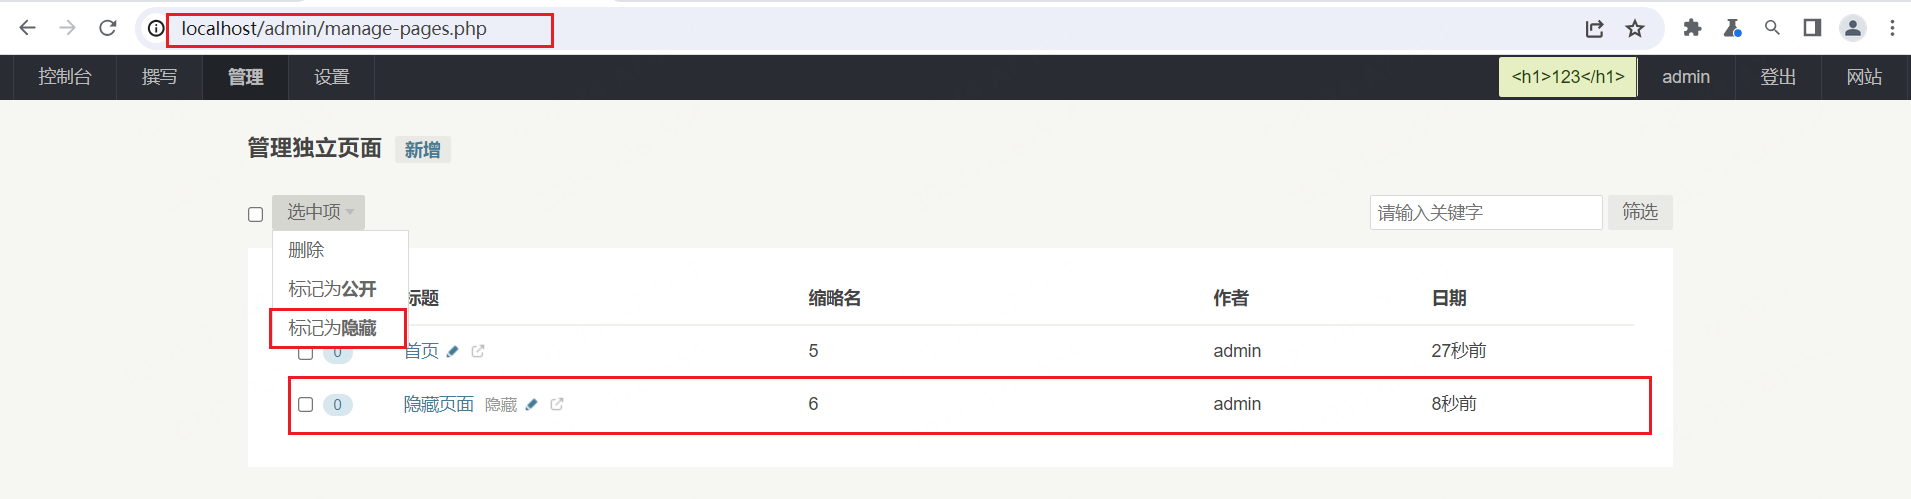 localhost/admin/manage-pages.php
控制台 撰写 管理 设置 <h1>123</h1> admin 登出 网站
管理独立页面 新增
选中项 请输入关键字 筛选
删除
标记为公开
标题 缩略名 作者 日期
标记为隐藏
0 首页 5 admin 27秒前
0 隐藏页面 隐藏 6 admin 8秒前